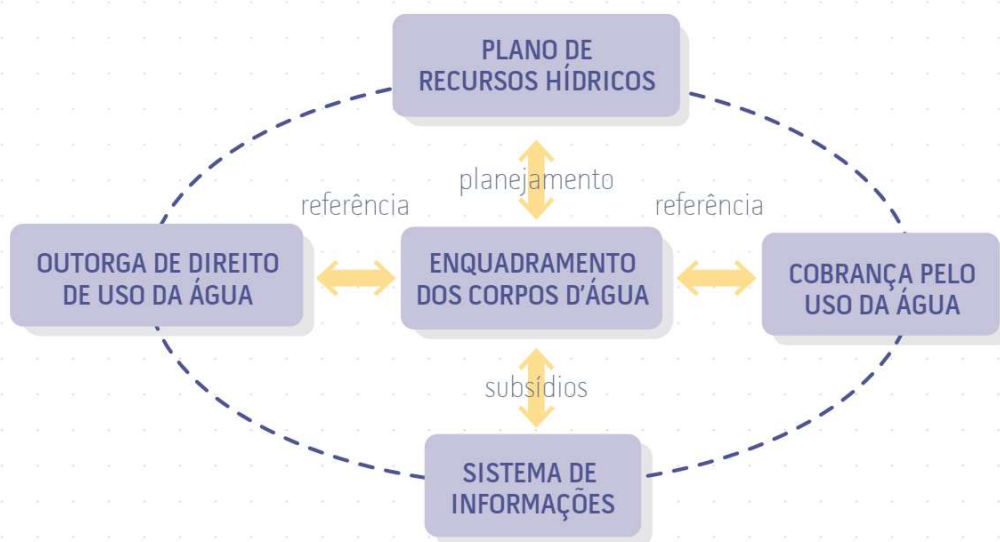 PLANO DE
RECURSOS HÍDRICOS
planejamento
referência
referência
OUTORGA DE DIREITO
DE USO DA ÁGUA
ENQUADRAMENTO
DOS CORPOS D'ÁGUA
COBRANÇA PELO
USO DA ÁGUA
subsídios
SISTEMA DE
INFORMAÇÕES